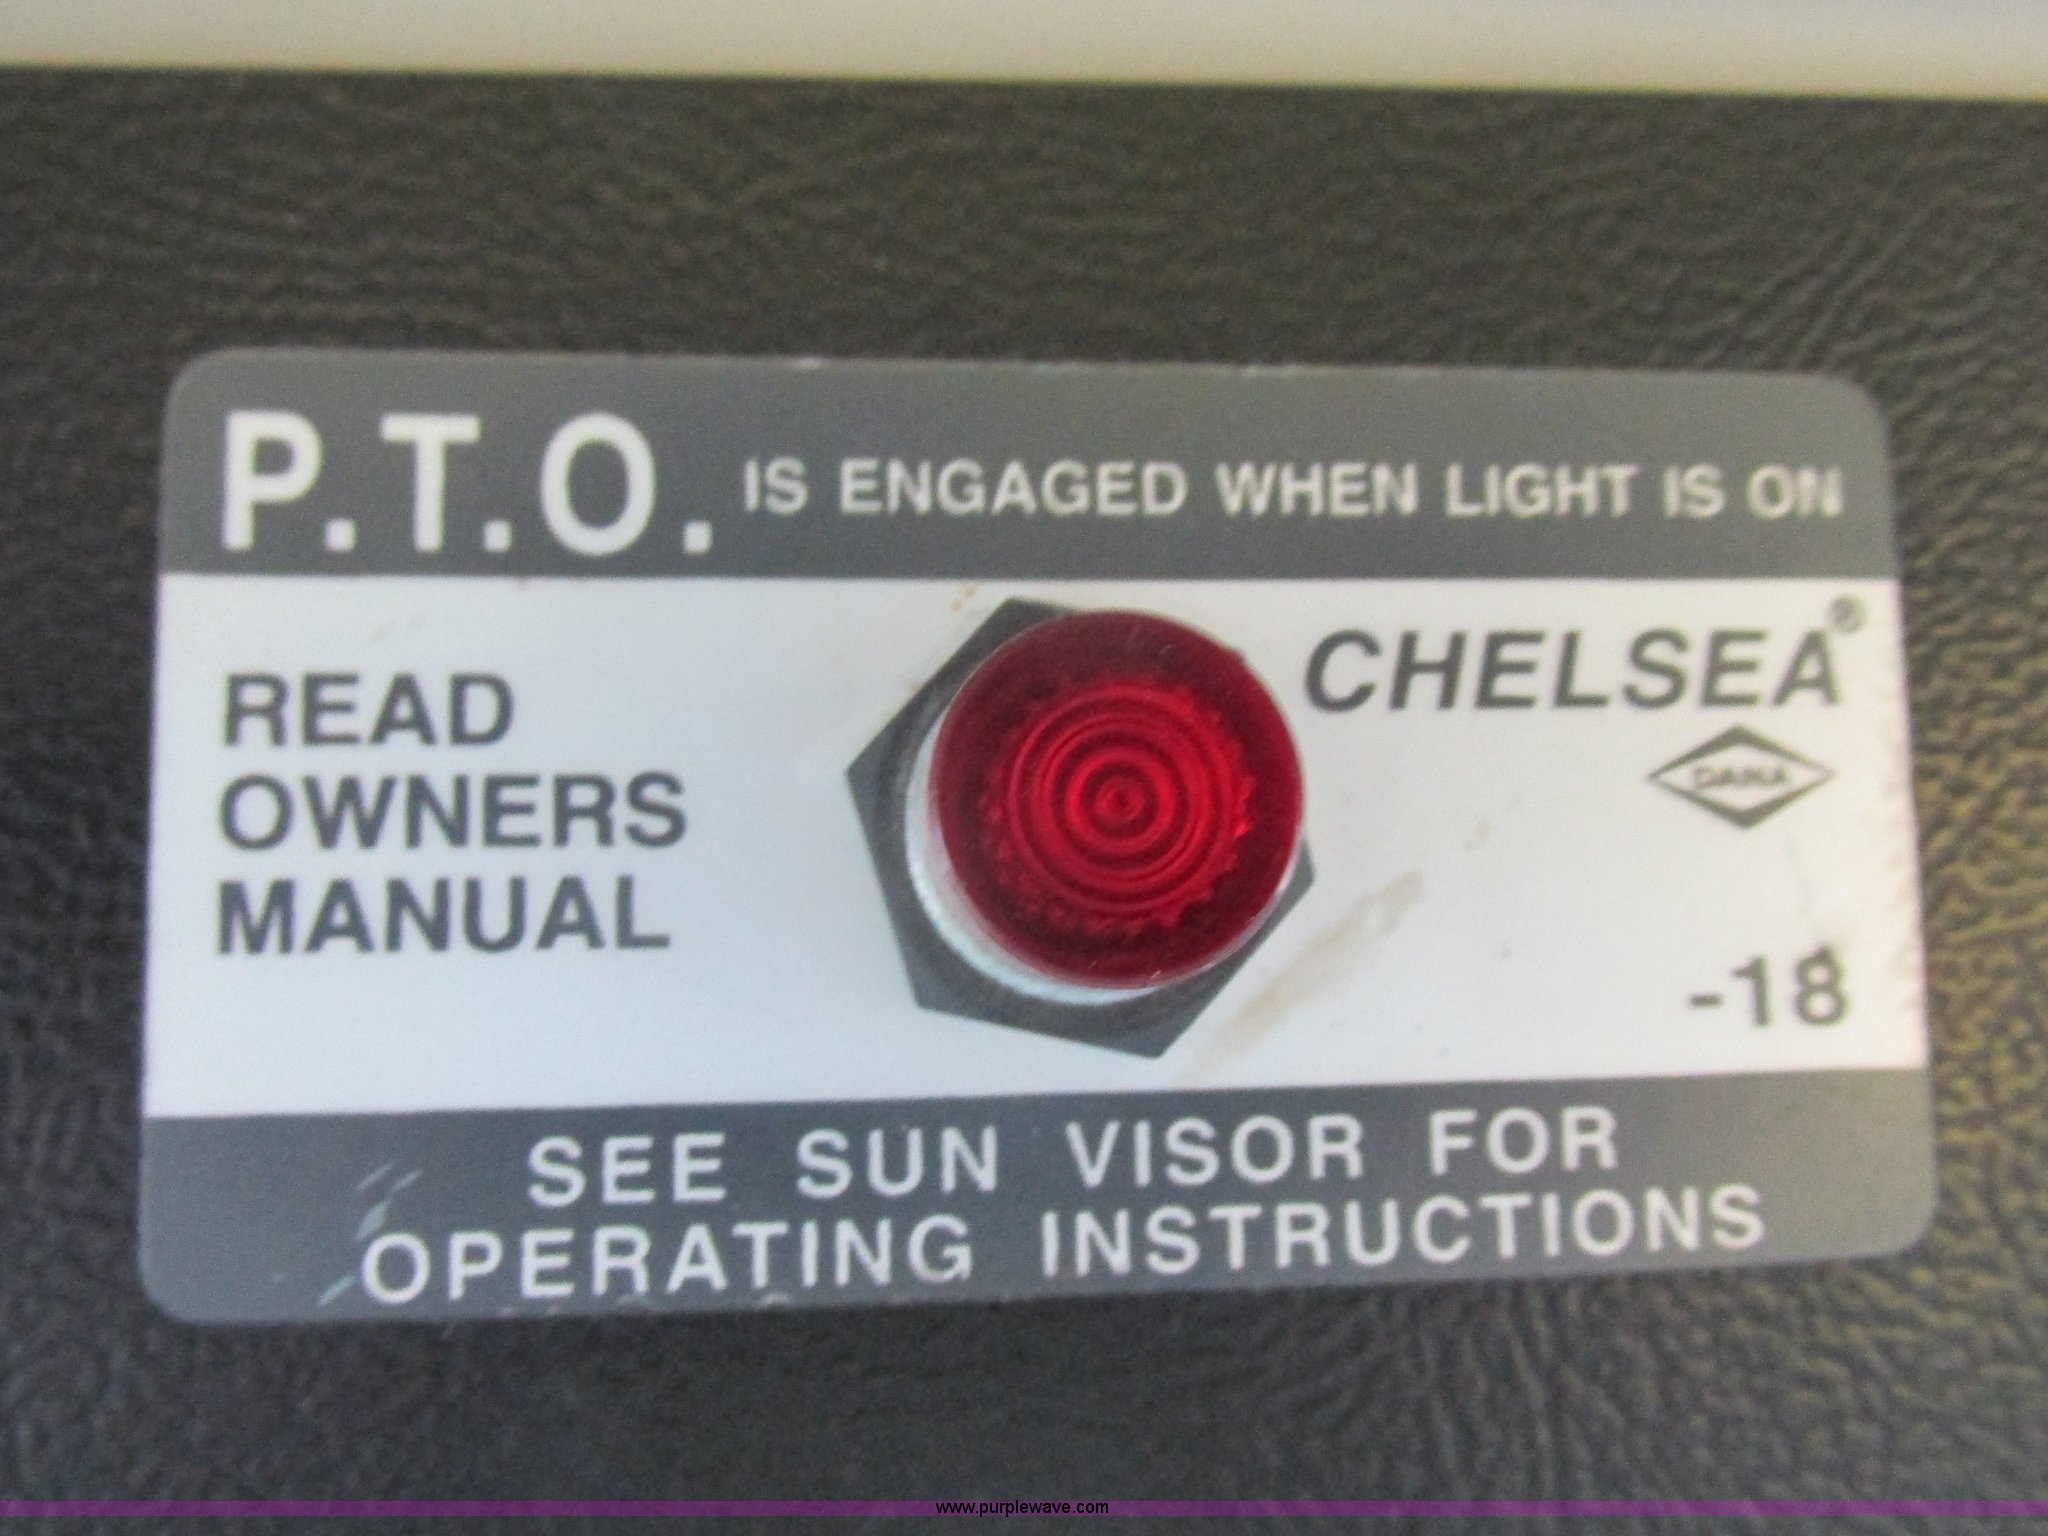 P.T.O. IS ENGAGED WHEN LIGHT IS ON
CHELSEA®
DANA
READ
OWNERS
MANUAL
-18
SEE SUN VISOR FOR
OPERATING INSTRUCTIONS
www.purplewave.com